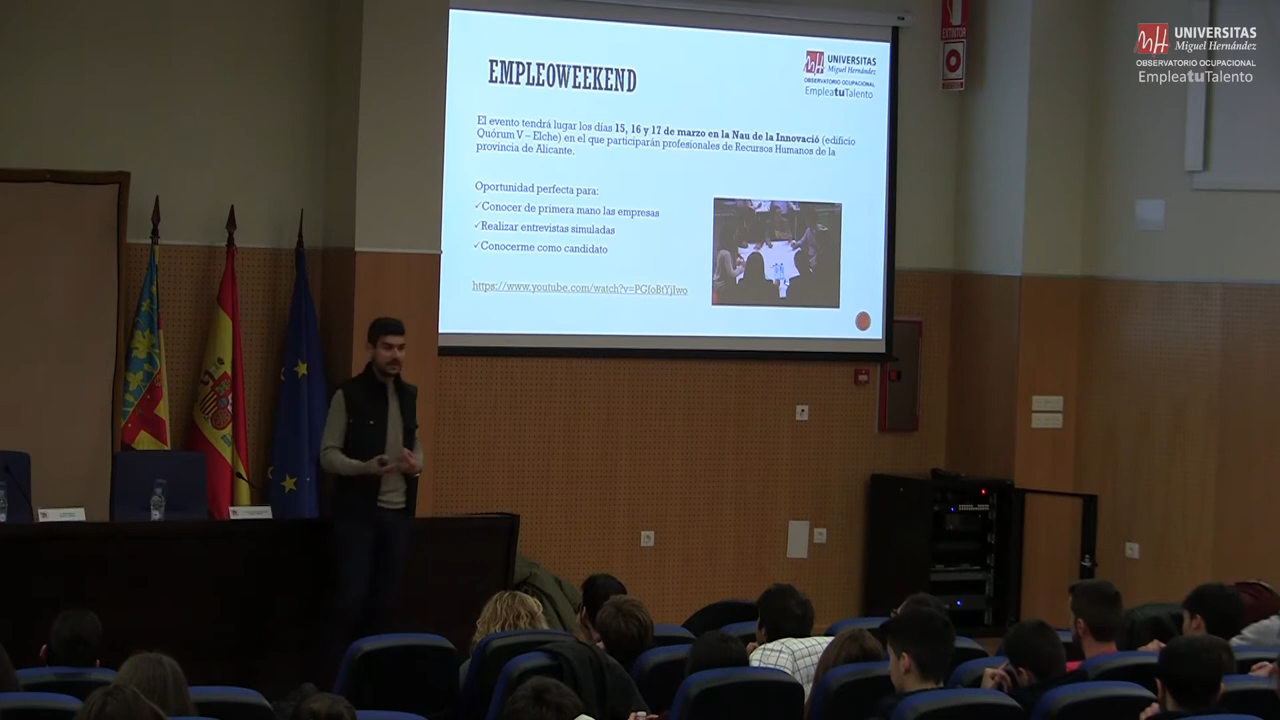 EXTINTOR
UNIVERSITAS
Miguel Hernández
OBSERVATORIO OCUPACIONAL
EmpleatuTalento
UNIVERSITAS
Miguel Hernández
OBSERVATORIO OCUPACIONAL
EmpleatuTalento
EMPLEOWEEKEND
El evento tendrá lugar los días 15, 16 y 17 de marzo en la Nau de la Innovació (edificio
Quórum V – Elche) en el que participarán profesionales de Recursos Humanos de la
provincia de Alicante.
Oportunidad perfecta para:
✓Conocer de primera mano las empresas
✓Realizar entrevistas simuladas
✓Conocerme como candidato
https://www.youtube.com/watch?v=PGfoBtYjIwo